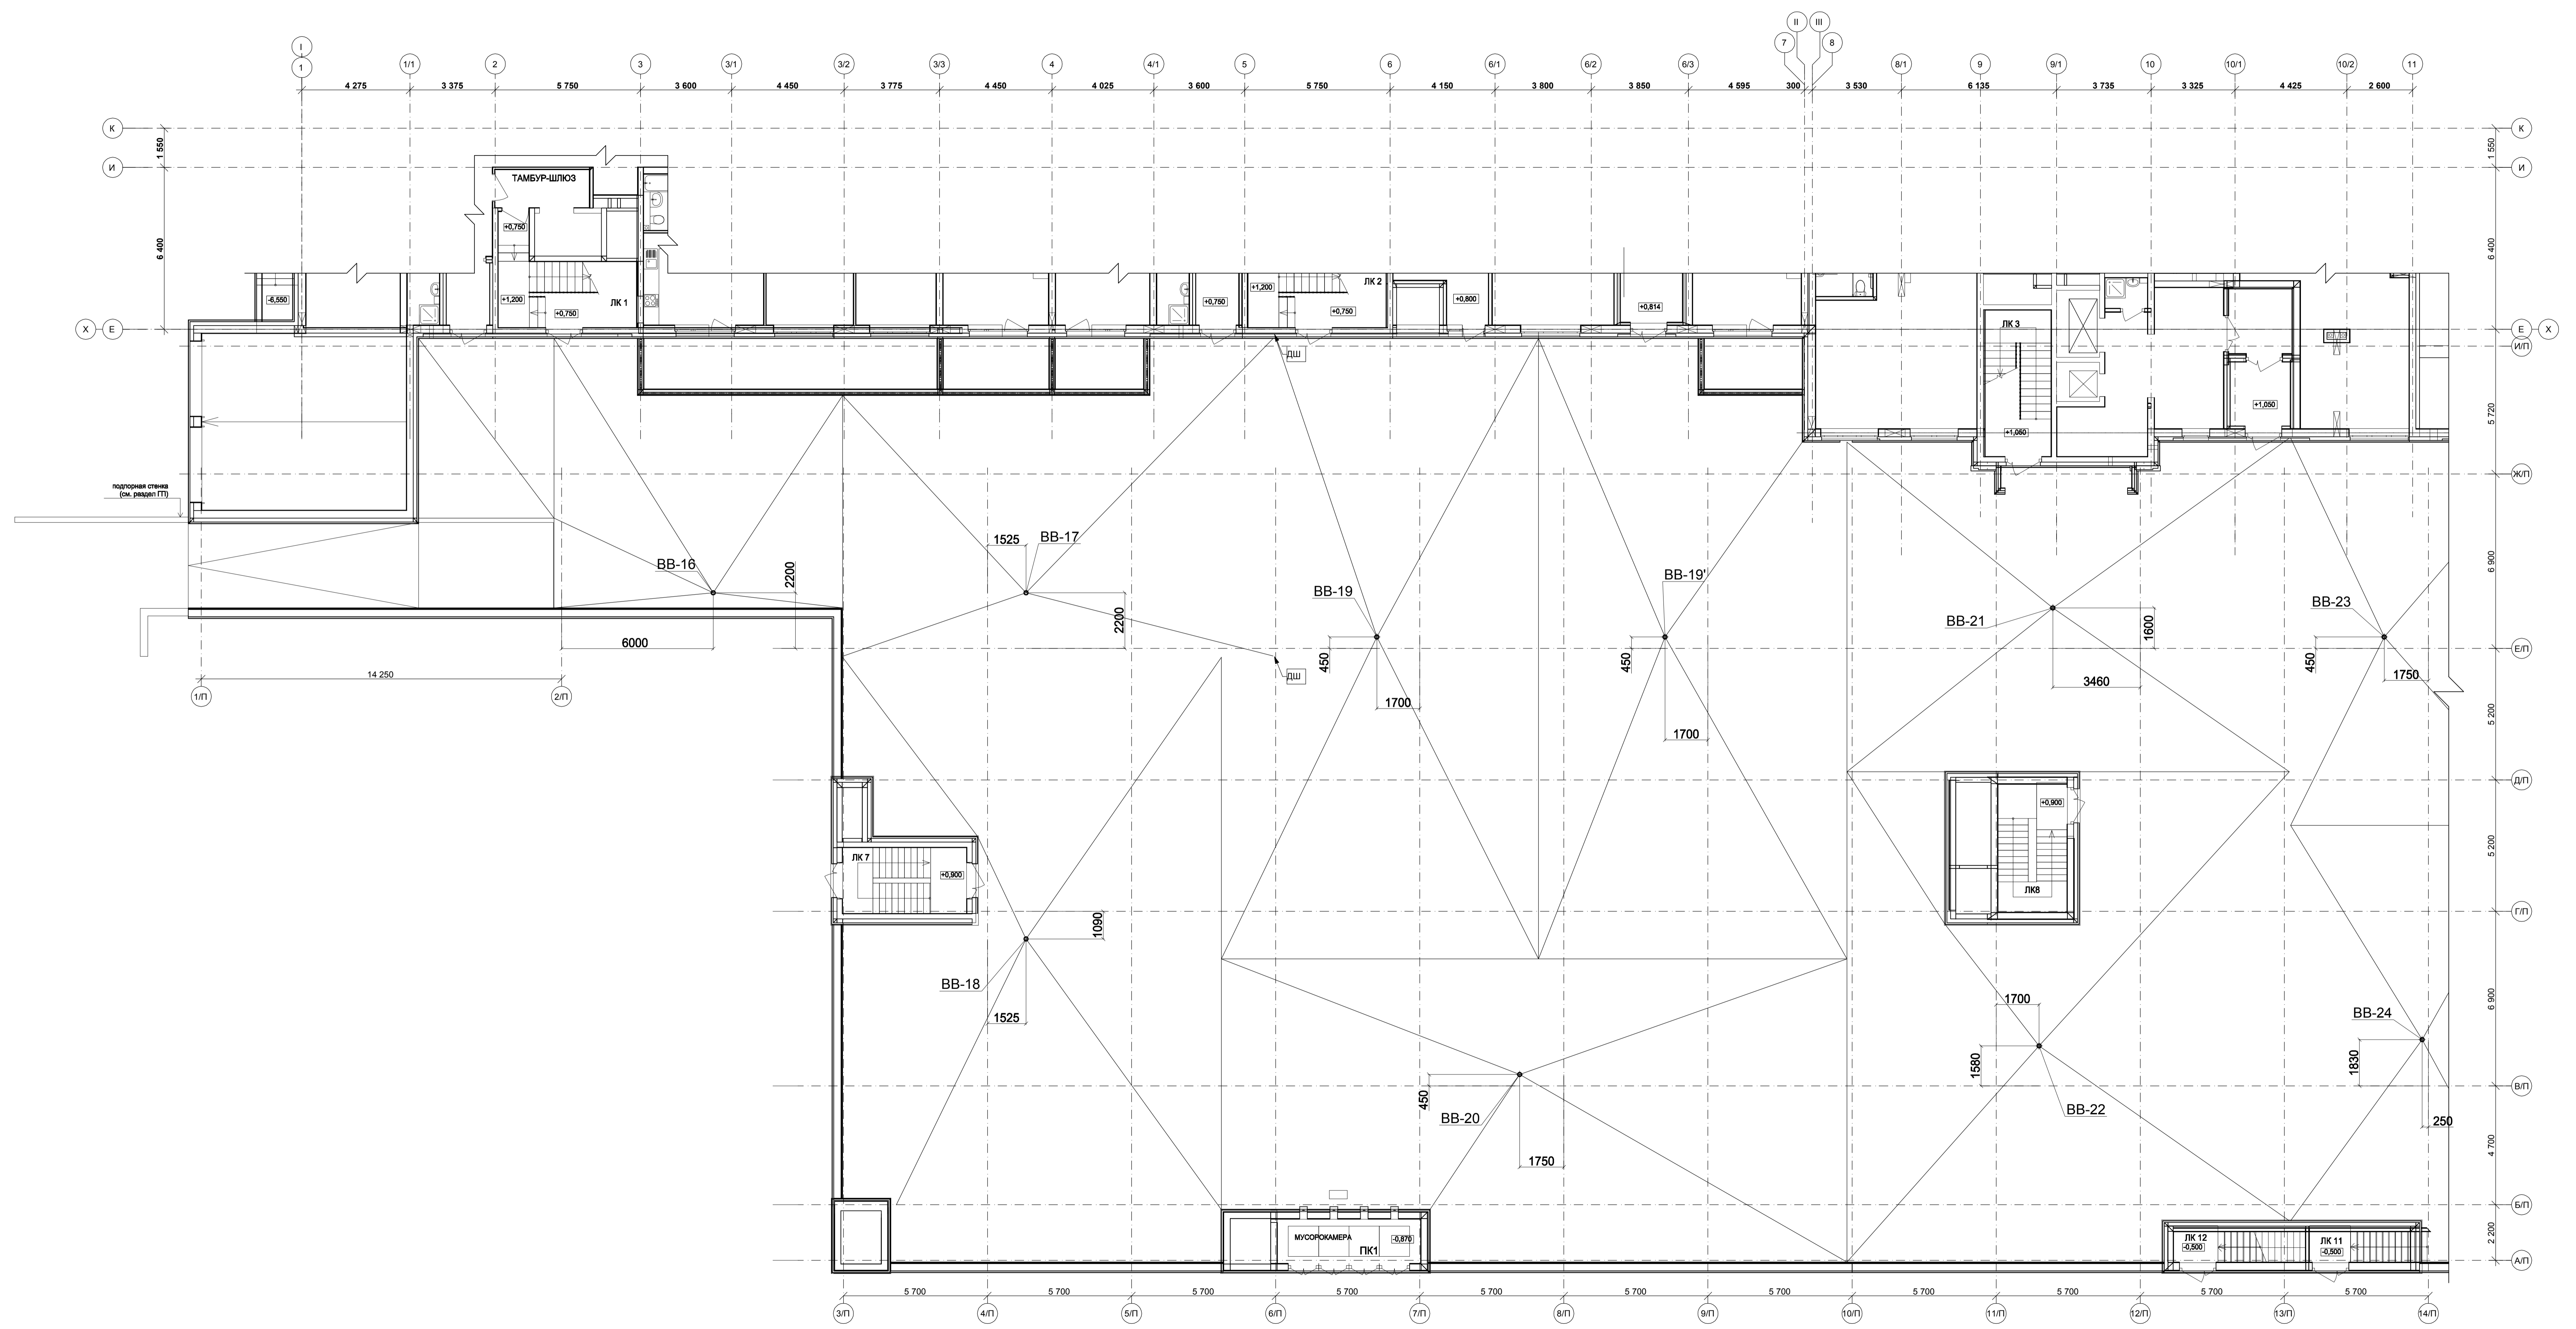 II III
I 7 8
1 1/1 2 3 3/1 3/2 3/3 4 4/1 5 6 6/1 6/2 6/3 8/1 9 9/1 10 10/1 10/2 11
4 275 3 375 5 750 3 600 4 450 3 775 4 450 4 025 3 600 5 750 4 150 3 800 3 850 4 595 300 3 530 6 135 3 735 3 325 4 425 2 600
К К
1 550 1 550
И И
ТАМБУР-ШЛЮЗ
+0,750
6 400 6 400
ЛК 2
-6,550 +1,200 ЛК 1 +0,750 +1,200 +0,800
+0,750 +0,750 +0,814
ЛК 3
Х Е Е Х
И/П
ДШ
+1,050
5 720
+1,050
Ж/П
подпорная стенка
(см. раздел ГП)
1525 ВВ-17
ВВ-16 2200 6 900
ВВ-19 ВВ-19' ВВ-23
2200 ВВ-21 1600
6000 450 450 450 Е/П
14 250 ДШ 1750
3460
1/П 2/П 1700
5 200
1700
Д/П
+0,900
ЛК 7 5 200
+0,900
ЛК8
Г/П
1090
ВВ-18
1700 6 900
1525 ВВ-24
1580 1830
450 В/П
ВВ-20 ВВ-22
250
4 700
1750
Б/П
МУСОРОКАМЕРА -0,870 ЛК 12 ЛК 11 2 200
ПК1 -0,500 -0,500
А/П
5 700 5 700 5 700 5 700 5 700 5 700 5 700 5 700 5 700 5 700 5 700
3/П 4/П 5/П 6/П 7/П 8/П 9/П 10/П 11/П 12/П 13/П 14/П